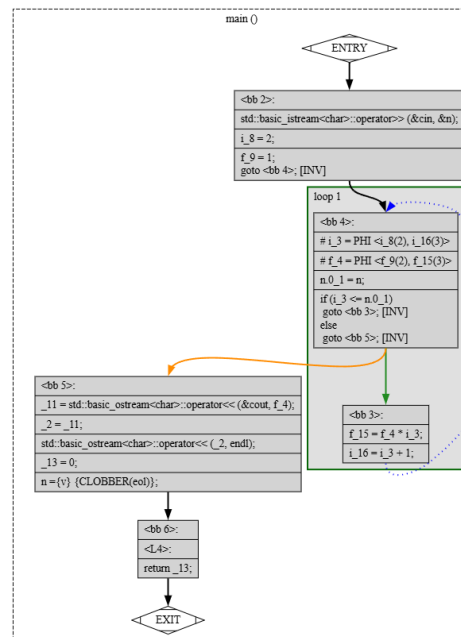 main ()
ENTRY
<bb 2>:
std::basic_istream<char>::operator>> (&cin, &n);
i_8 = 2;
f_9 = 1;
goto <bb 4>; [INV]
loop 1
<bb 4>:
# i_3 = PHI <i_8(2), i_16(3)>
# f_4 = PHI <f_9(2), f_15(3)>
n.0_1 = n;
if (i_3 <= n.0_1)
goto <bb 3>; [INV]
else
goto <bb 5>; [INV]
<bb 5>:
_11 = std::basic_ostream<char>::operator<< (&cout, f_4);
_2 = _11;
std::basic_ostream<char>::operator<< (_2, endl);
_13 = 0;
n ={v} {CLOBBER(eol)};
<bb 3>:
f_15 = f_4 * i_3;
i_16 = i_3 + 1;
<bb 6>:
<L4>:
return _13;
EXIT